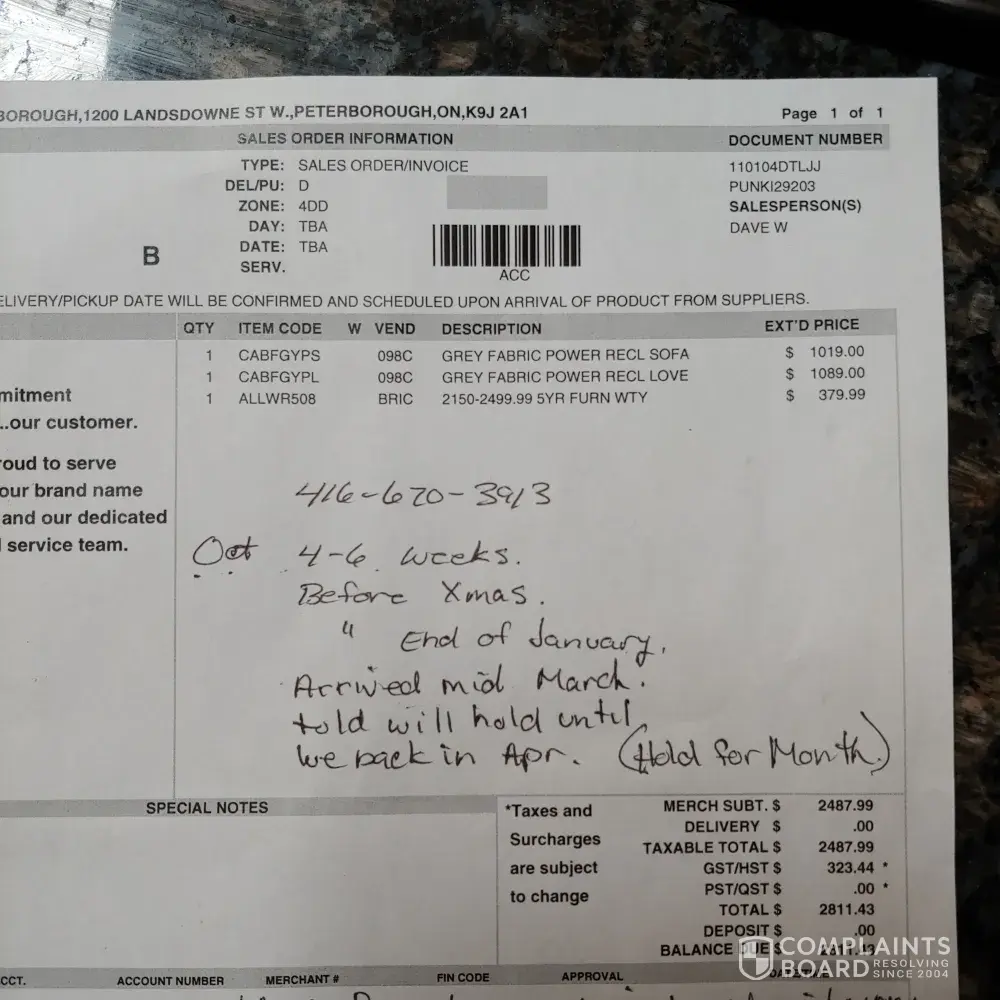 BOROUGH,1200 LANDSDOWNE ST W.,PETERBOROUGH,ON,K9J 2A1 Page 1 of 1
SALES ORDER INFORMATION DOCUMENT NUMBER
TYPE: SALES ORDER/INVOICE 110104DTLJJ
DEL/PU: D PUNKI29203
ZONE: 4DD SALESPERSON(S)
DAY: TBA DAVE W
DATE: TBA
B
SERV.
ACC
ELIVERY/PICKUP DATE WILL BE CONFIRMED AND SCHEDULED UPON ARRIVAL OF PRODUCT FROM SUPPLIERS.
QTY ITEM CODE W VEND DESCRIPTION EXT'D PRICE
1 CABFGYPS 098C GREY FABRIC POWER RECL SOFA $ 1019.00
1 CABFGYPL 098C GREY FABRIC POWER RECL LOVE $ 1089.00
1 ALLWR508 BRIC 2150-2499.99 5YR FURN WTY $ 379.99
mitment
...our customer.
roud to serve
our brand name
and our dedicated
service team.
416-670-3913
Oct 4-6 weeks.
Before Xmas.
" End of January.
Arrived mid March.
told will hold until
we back in Apr. (Hold for Month.)
SPECIAL NOTES
*Taxes and
Surcharges
are subject
to change
MERCH SUBT. $ 2487.99
DELIVERY $ .00
TAXABLE TOTAL $ 2487.99
GST/HST $ 323.44 *
PST/QST $ .00 *
TOTAL $ 2811.43
DEPOSIT $ .00
BALANCE DUE $ 2811.43
CCT. ACCOUNT NUMBER MERCHANT # FIN CODE APPROVAL
COMPLAINTS
BOARD RESOLVING
SINCE 2004